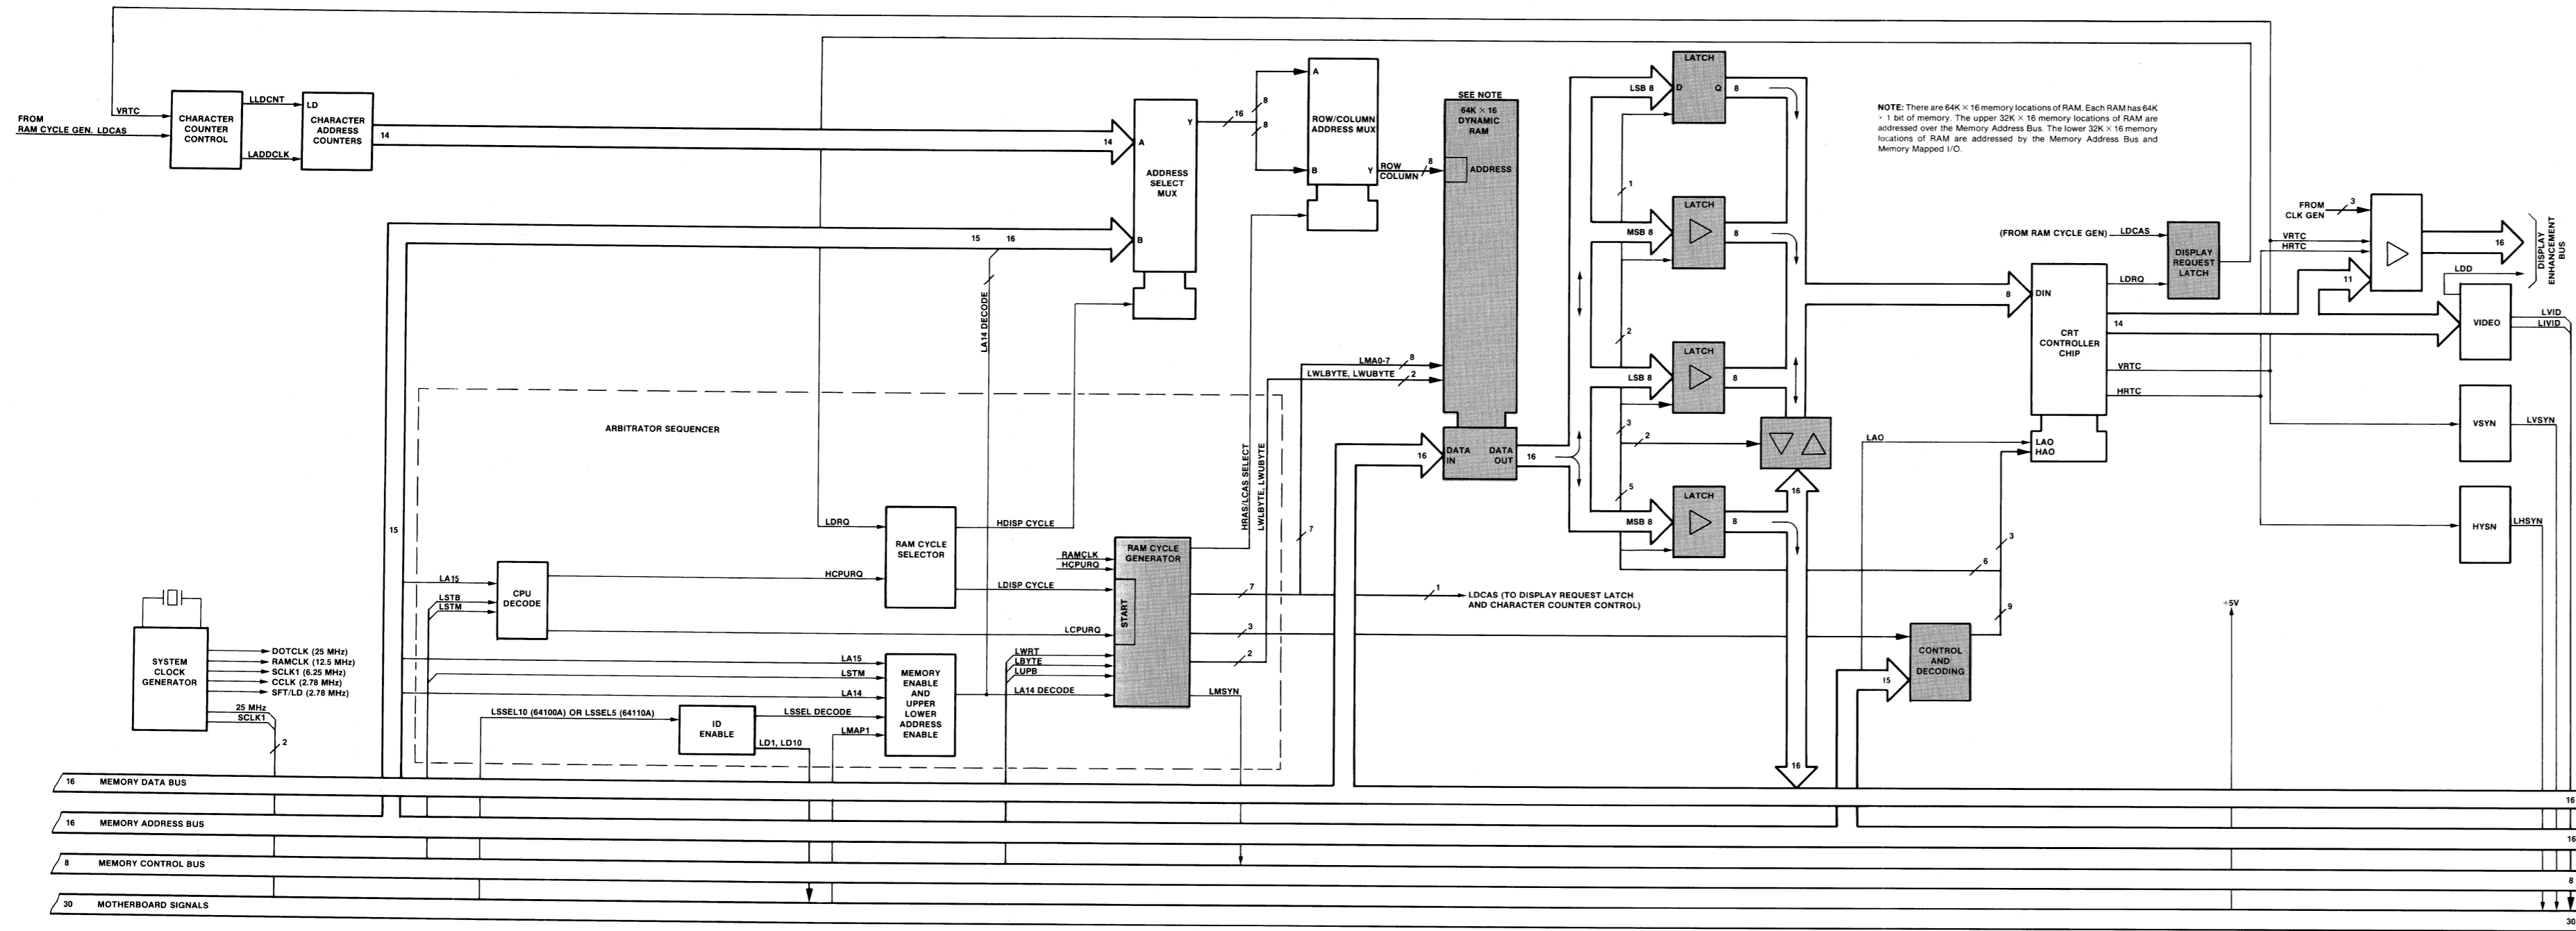 VRTC
FROM
RAM CYCLE GEN. LDCAS
CHARACTER
COUNTER
CONTROL
LLDCNT
LADDCLK
LD
CHARACTER
ADDRESS
COUNTERS
14
14
A
Y
ADDRESS
SELECT
MUX
B
15
16
16
8
8
A
ROW/COLUMN
ADDRESS MUX
B
Y
ROW
COLUMN
8
SEE NOTE
64K × 16
DYNAMIC
RAM
ADDRESS
LMA0-7
8
LWLBYTE, LWUBYTE
2
DATA
IN
DATA
OUT
16
16
LATCH
LSB 8
D
Q
8
1
LATCH
MSB 8
8
2
LATCH
LSB 8
8
3
2
5
LATCH
MSB 8
8
16
16
6
3
9
NOTE: There are 64K × 16 memory locations of RAM. Each RAM has 64K
× 1 bit of memory. The upper 32K × 16 memory locations of RAM are
addressed over the Memory Address Bus. The lower 32K × 16 memory
locations of RAM are addressed by the Memory Address Bus and
Memory Mapped I/O.
8
DIN
CRT
CONTROLLER
CHIP
LAO
LAO
HAO
(FROM RAM CYCLE GEN)
LDCAS
LDRQ
DISPLAY
REQUEST
LATCH
14
VRTC
HRTC
FROM
CLK GEN
3
VRTC
HRTC
11
16
DISPLAY
ENHANCEMENT
BUS
LDD
VIDEO
LVID
LIVID
VSYN
LVSYN
HYSN
LHSYN
+5V
CONTROL
AND
DECODING
15
ARBITRATOR SEQUENCER
LA14 DECODE
HRAS/LCAS SELECT
LWLBYTE, LWUBYTE
15
LDRQ
RAM CYCLE
SELECTOR
HDISP CYCLE
HCPURQ
LDISP CYCLE
LA15
LSTB
LSTM
CPU
DECODE
LCPURQ
RAMCLK
HCPURQ
RAM CYCLE
GENERATOR
START
7
7
1
LDCAS (TO DISPLAY REQUEST LATCH
AND CHARACTER COUNTER CONTROL)
3
2
LWRT
LBYTE
LUPB
LA14 DECODE
LMSYN
LA15
LSTM
LA14
LSSEL DECODE
LMAP1
MEMORY
ENABLE
AND
UPPER
LOWER
ADDRESS
ENABLE
LSSEL10 (64100A) OR LSSEL5 (64110A)
ID
ENABLE
LD1, LD10
SYSTEM
CLOCK
GENERATOR
DOTCLK (25 MHz)
RAMCLK (12.5 MHz)
SCLK1 (6.25 MHz)
CCLK (2.78 MHz)
SFT/LD (2.78 MHz)
25 MHz
SCLK1
2
16 MEMORY DATA BUS
16
16 MEMORY ADDRESS BUS
16
8 MEMORY CONTROL BUS
8
30 MOTHERBOARD SIGNALS
30